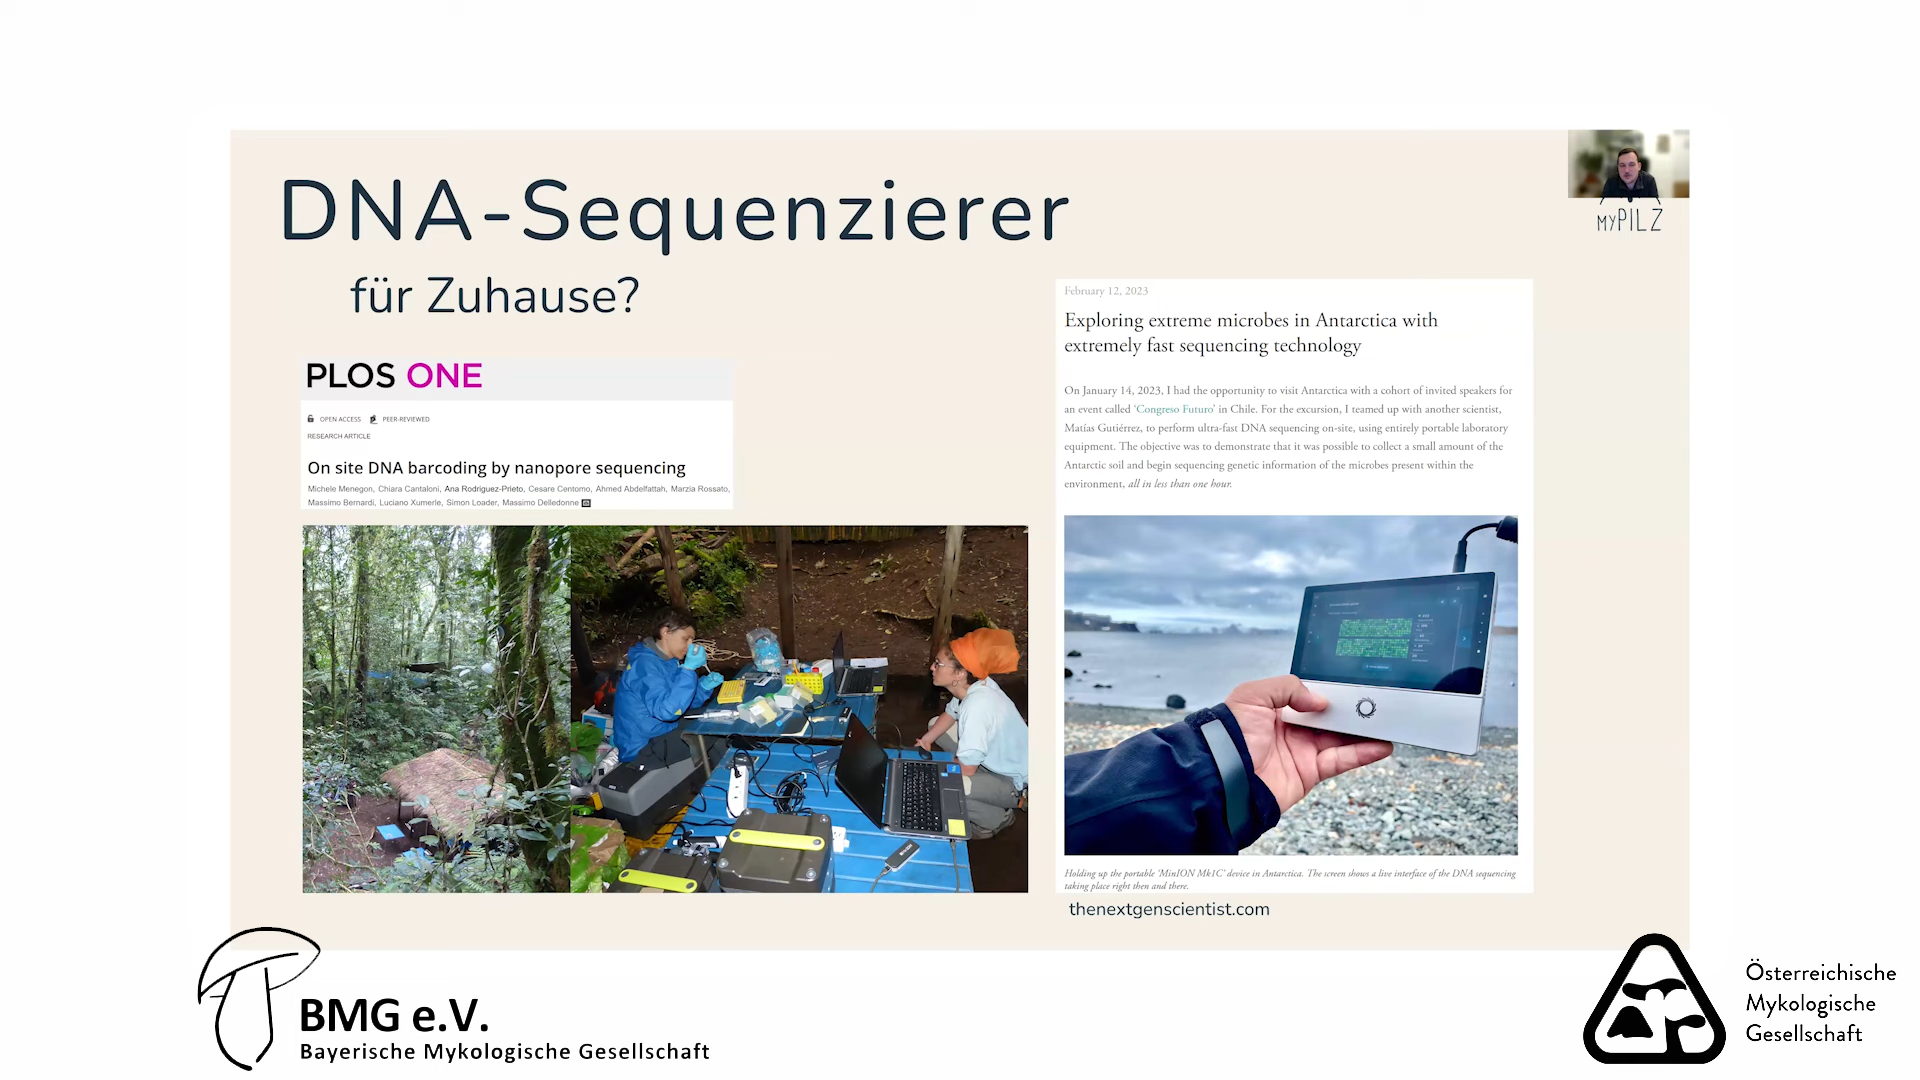 DNA-Sequenzierer
für Zuhause?
myPILZ
PLOS ONE
OPEN ACCESS PEER-REVIEWED
RESEARCH ARTICLE
On site DNA barcoding by nanopore sequencing
Michele Menegon, Chiara Cantaloni, Ana Rodriguez-Prieto, Cesare Centomo, Ahmed Abdelfattah, Marzia Rossato,
Massimo Bernardi, Luciano Xumerle, Simon Loader, Massimo Delledonne
February 12, 2023
Exploring extreme microbes in Antarctica with
extremely fast sequencing technology
On January 14, 2023, I had the opportunity to visit Antarctica with a cohort of invited speakers for
an event called 'Congreso Futuro' in Chile. For the excursion, I teamed up with another scientist,
Matías Gutiérrez, to perform ultra-fast DNA sequencing on-site, using entirely portable laboratory
equipment. The objective was to demonstrate that it was possible to collect a small amount of the
Antarctic soil and begin sequencing genetic information of the microbes present within the
environment, all in less than one hour.
Holding up the portable 'MinION Mk1C' device in Antarctica. The screen shows a live interface of the DNA sequencing
taking place right then and there.
thenextgenscientist.com
BMG e.V.
Bayerische Mykologische Gesellschaft
Österreichische
Mykologische
Gesellschaft